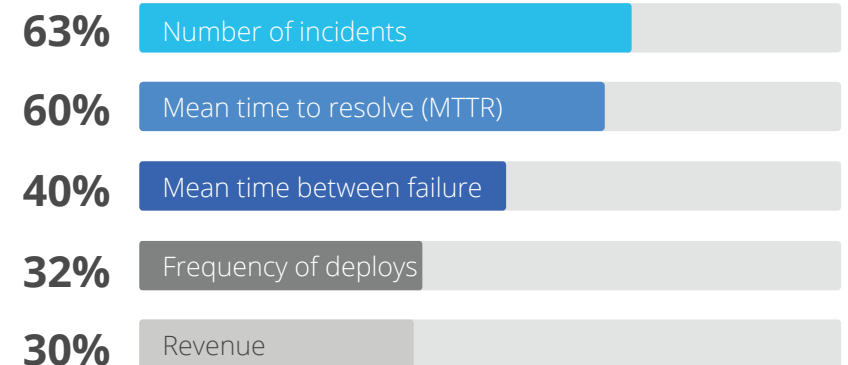 63% Number of incidents
60% Mean time to resolve (MTTR)
40% Mean time between failure
32% Frequency of deploys
30% Revenue